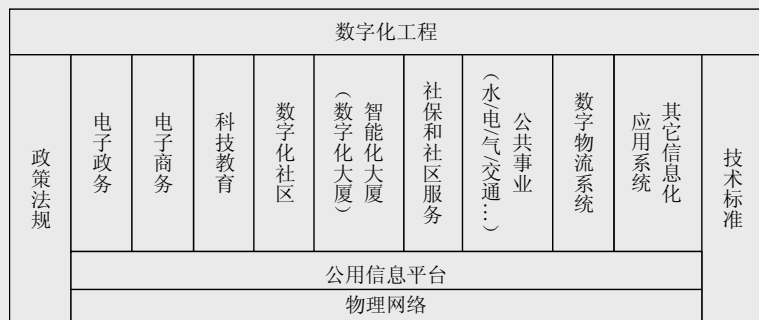 数字化工程
政策法规
电子政务
电子商务
科技教育
数字化社区
智能化大厦
(数字化大厦)
社保和社区服务
公共事业
(水/电/气/交通…)
数字物流系统
其它信息化
应用系统
技术标准
公用信息平台
物理网络